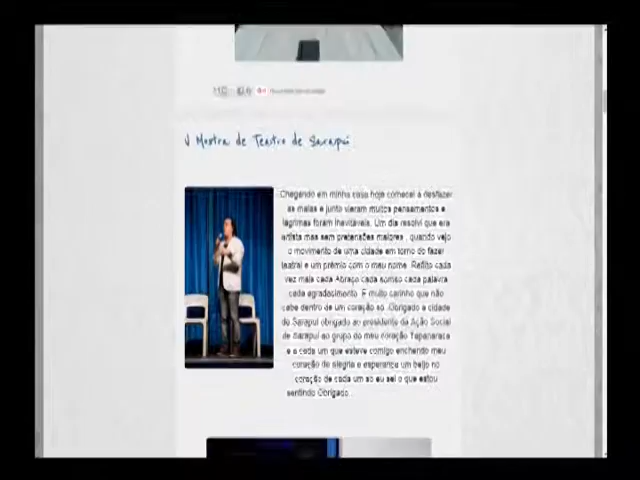 V Mostra de Teatro de Sarapuí
Chegando em minha casa hoje comecei a desfazer
as malas e junto vieram muitos pensamentos e
lágrimas foram inevitáveis. Um dia resolvi que era
artista mas sem pretensões maiores , quando vejo
o movimento de uma cidade em torno do fazer
teatral e um prêmio com o meu nome. Reflito cada
vez mais cada Abraço cada sorriso cada palavra
cada agradecimento. É muito carinho que não
cabe dentro de um coração só. Obrigado a cidade
de Sarapuí obrigado ao presidente da Ação Social
de Sarapuí ao grupo do meu coração Tapanaraca
e a cada um que esteve comigo enchendo meu
coração de alegria e esperança um beijo no
coração de cada um só eu sei o que estou
sentindo Obrigado..